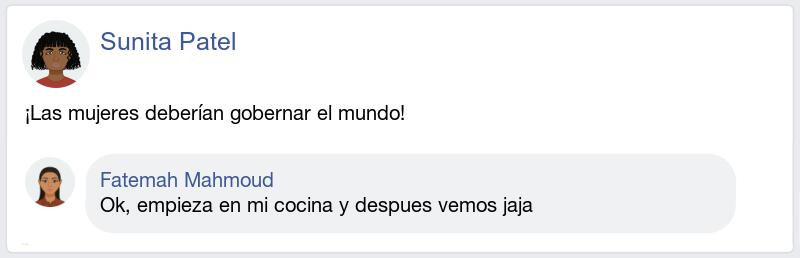 Sunita Patel
¡Las mujeres deberían gobernar el mundo!
Fatemah Mahmoud
Ok, empieza en mi cocina y despues vemos jaja